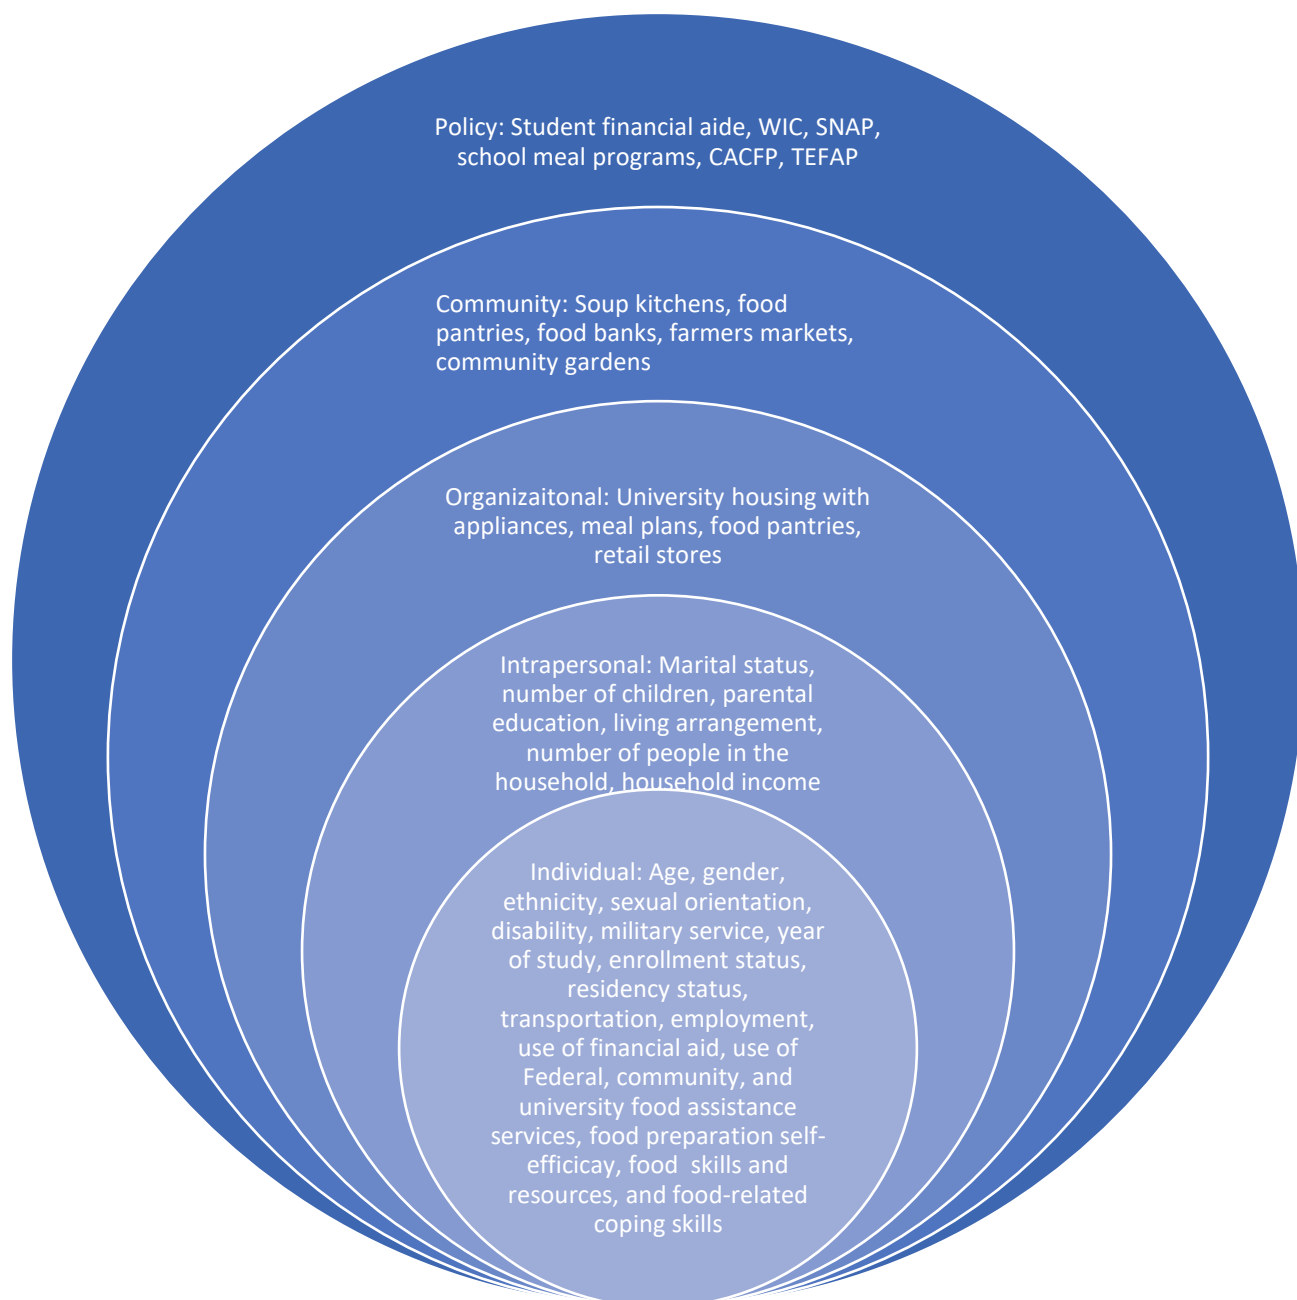 Policy: Student financial aide, WIC, SNAP,
school meal programs, CACFP, TEFAP
Community: Soup kitchens, food
pantries, food banks, farmers markets,
community gardens
Organizaitonal: University housing with
appliances, meal plans, food pantries,
retail stores
Intrapersonal: Marital status,
number of children, parental
education, living arrangement,
number of people in the
household, household income
Individual: Age, gender,
ethnicity, sexual orientation,
disability, military service, year
of study, enrollment status,
residency status,
transportation, employment,
use of financial aid, use of
Federal, community, and
university food assistance
services, food preparation self-
efficicay, food  skills and
resources, and food-related
coping skills